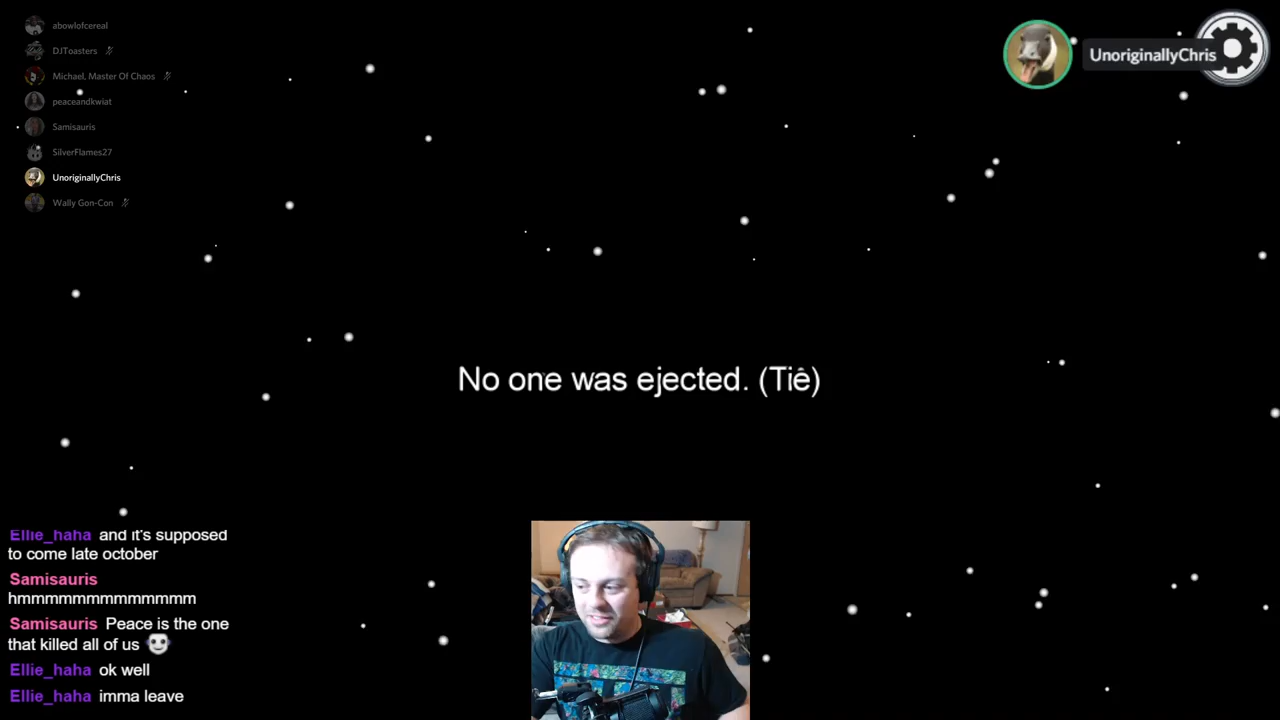 abowlofcereal
DJToasters
Michael, Master Of Chaos
peaceandkwiat
Samisauris
SilverFlames27
UnoriginallyChris
Wally Gon-Con
UnoriginallyChris
No one was ejected. (Tie)
Ellie_haha and it's supposed
to come late october
Samisauris
hmmmmmmmmmmmmm
Samisauris Peace is the one
that killed all of us
Ellie_haha ok well
Ellie_haha imma leave